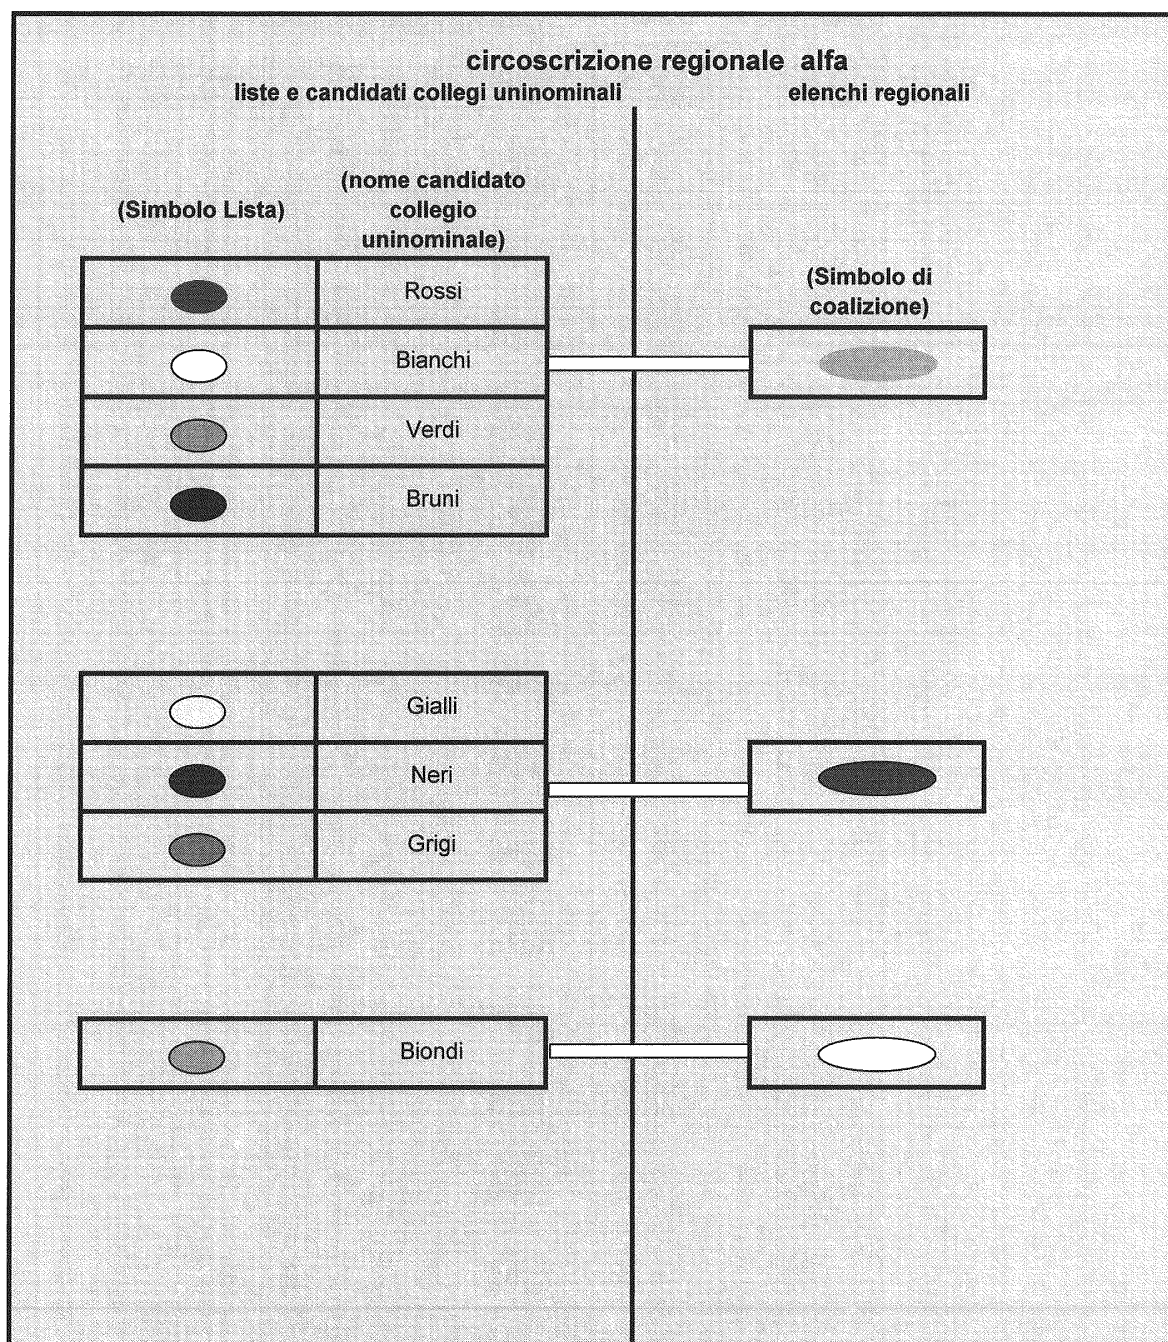 circoscrizione regionale alfa
liste e candidati collegi uninominali
elenchi regionali
(Simbolo Lista)
(nome candidato
collegio
uninominale)
Rossi
Bianchi
Verdi
Bruni
(Simbolo di
coalizione)
Gialli
Neri
Grigi
Biondi